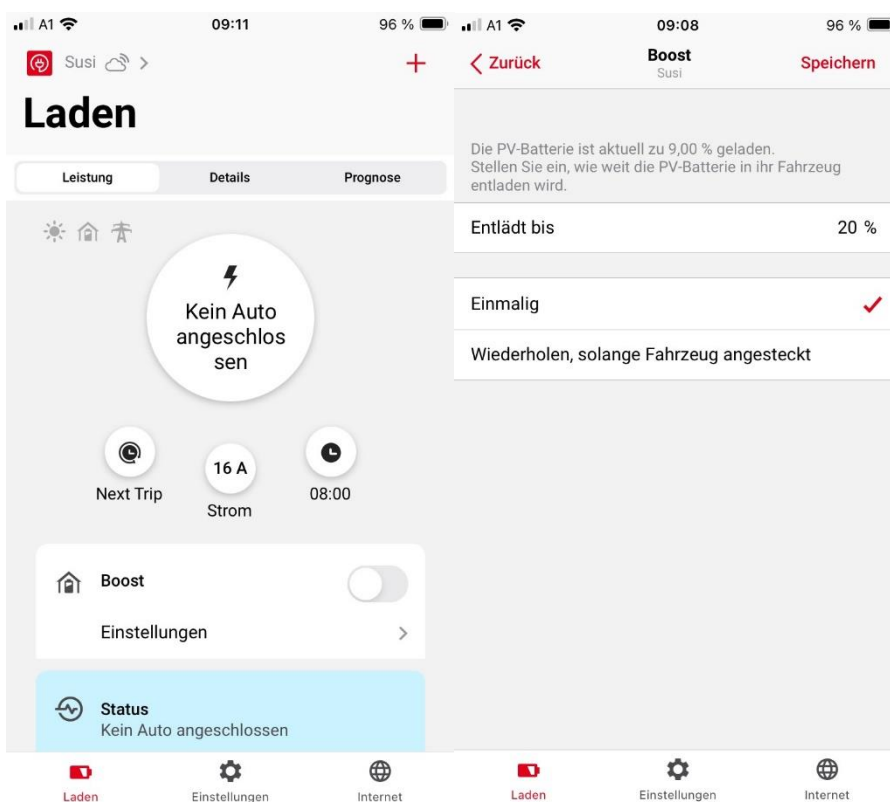 A1
09:11
96 %
Susi
Laden
Leistung
Details
Prognose
Kein Auto
angeschlos
sen
Next Trip
16 A
Strom
08:00
Boost
Einstellungen
Status
Kein Auto angeschlossen
Laden
Einstellungen
Internet
A1
09:08
96 %
Zurück
Boost
Susi
Speichern
Die PV-Batterie ist aktuell zu 9,00 % geladen.
Stellen Sie ein, wie weit die PV-Batterie in ihr Fahrzeug
entladen wird.
Entlädt bis
20 %
Einmalig
Wiederholen, solange Fahrzeug angesteckt
Laden
Einstellungen
Internet